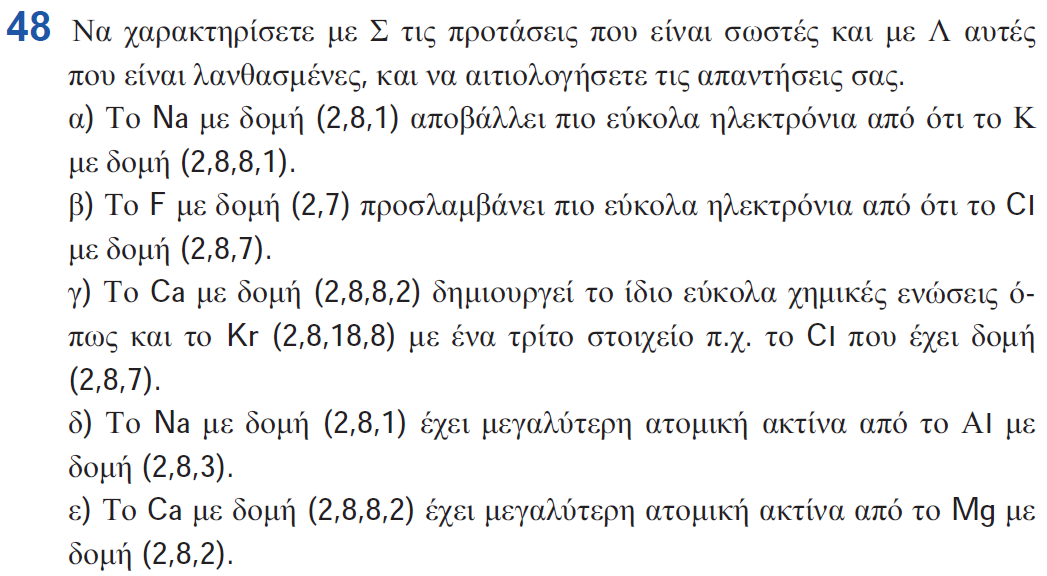 48 Να χαρακτηρίσετε με Σ τις προτάσεις που είναι σωστές και με Λ αυτές
που είναι λανθασμένες, και να αιτιολογήσετε τις απαντήσεις σας.
α) Το Na με δομή (2,8,1) αποβάλλει πιο εύκολα ηλεκτρόνια από ότι το Κ
με δομή (2,8,8,1).
β) Το F με δομή (2,7) προσλαμβάνει πιο εύκολα ηλεκτρόνια από ότι το Cl
με δομή (2,8,7).
γ) Το Ca με δομή (2,8,8,2) δημιουργεί το ίδιο εύκολα χημικές ενώσεις ό-
πως και το Kr (2,8,18,8) με ένα τρίτο στοιχείο π.χ. το Cl που έχει δομή
(2,8,7).
δ) Το Na με δομή (2,8,1) έχει μεγαλύτερη ατομική ακτίνα από το Al με
δομή (2,8,3).
ε) Το Ca με δομή (2,8,8,2) έχει μεγαλύτερη ατομική ακτίνα από το Mg με
δομή (2,8,2).